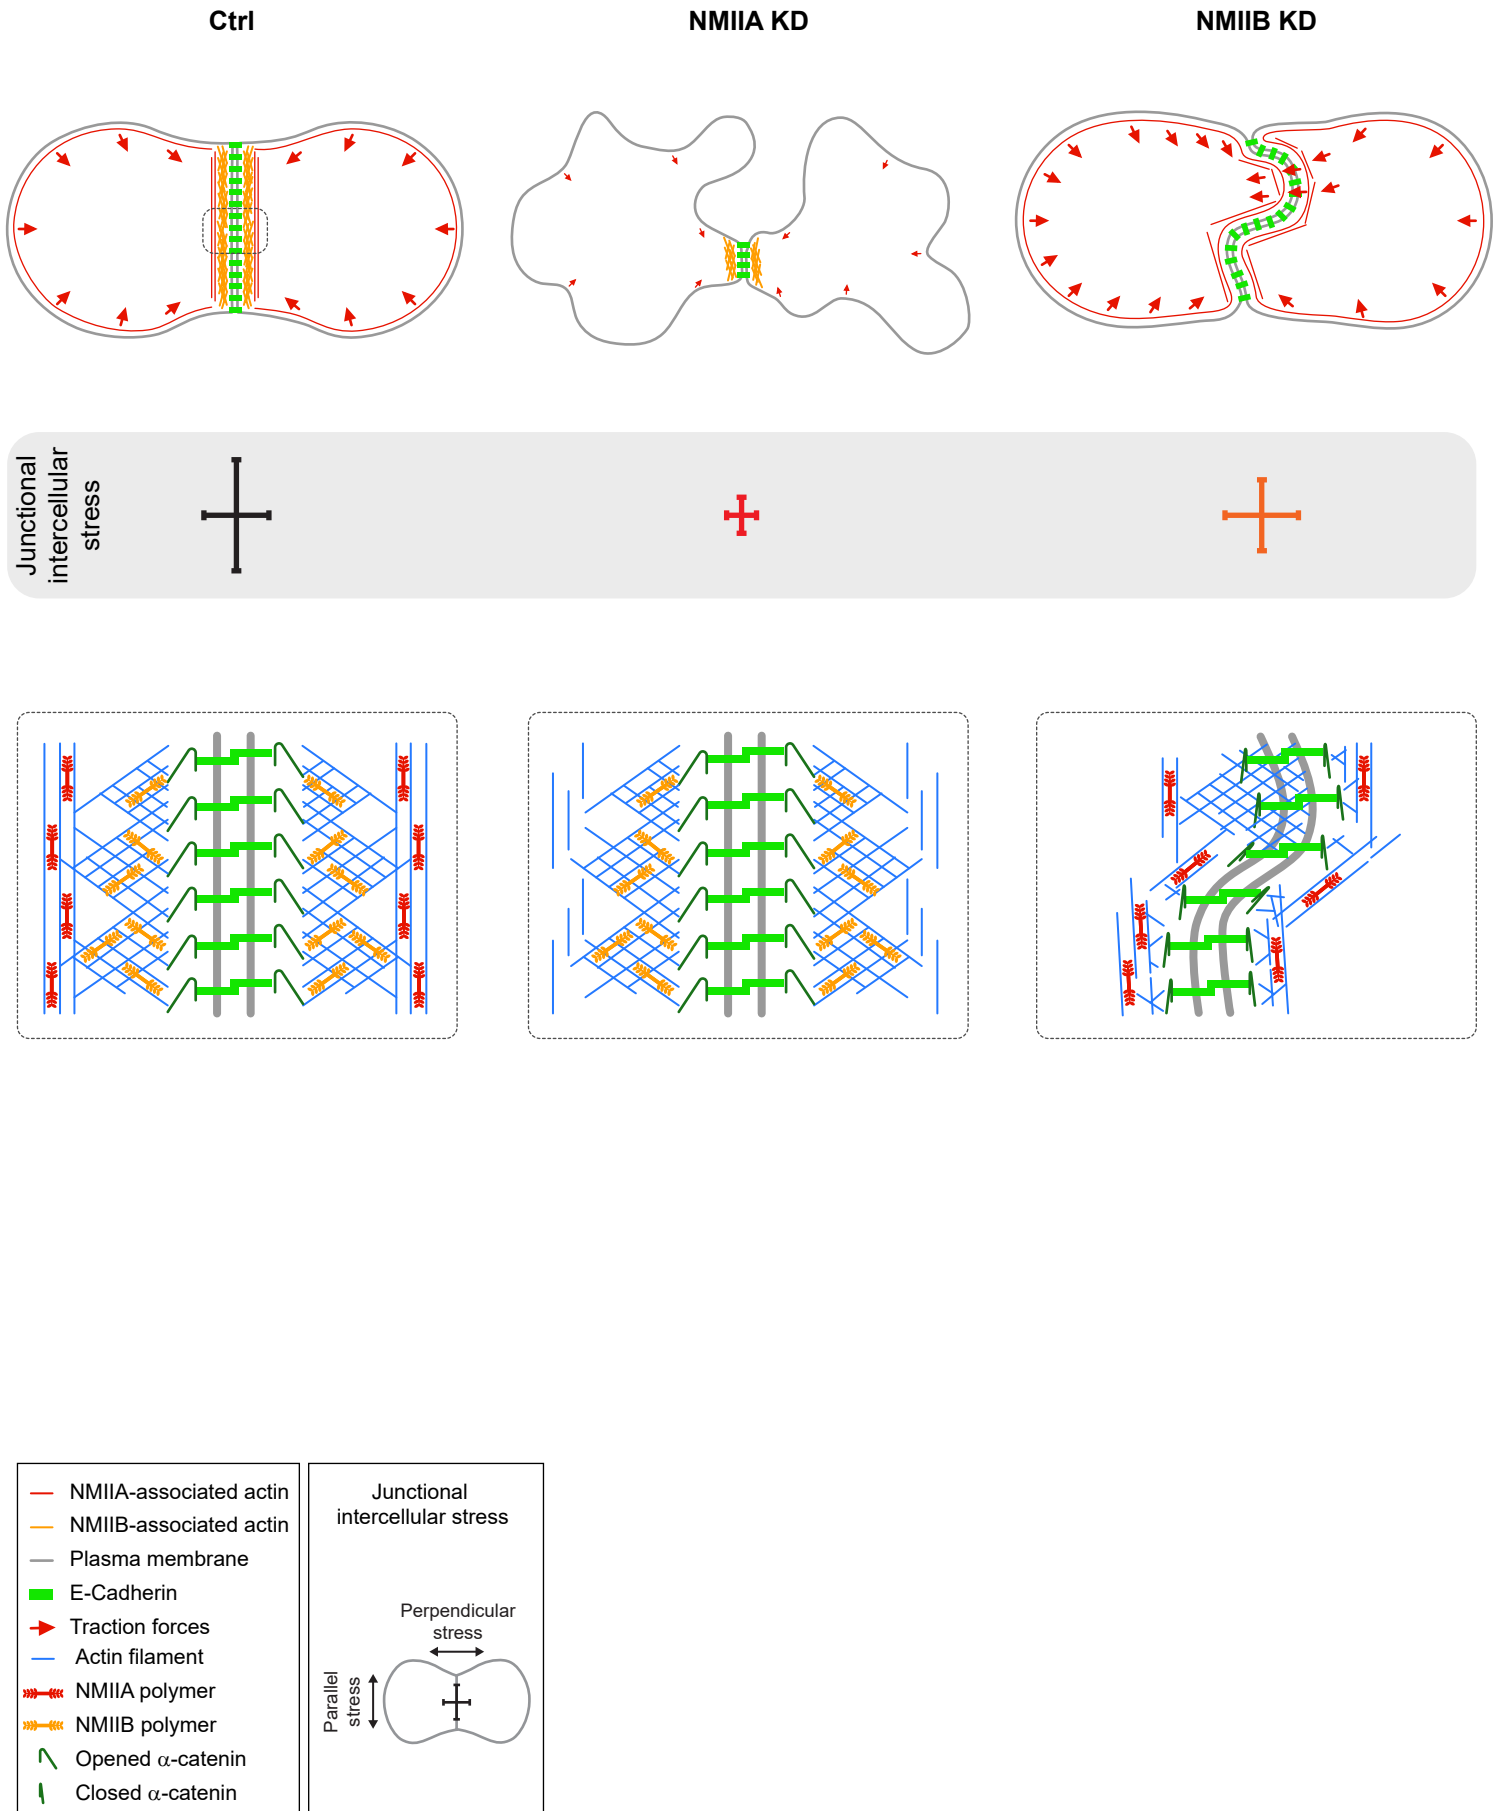 Ctrl
NMIIA KD
NMIIB KD
Junctional
intercellular
stress
NMIIA-associated actin
NMIIB-associated actin
Plasma membrane
E-Cadherin
Traction forces
Actin filament
NMIIA polymer
NMIIB polymer
Opened α-catenin
Closed α-catenin
Junctional
intercellular stress
Perpendicular
stress
Parallel
stress